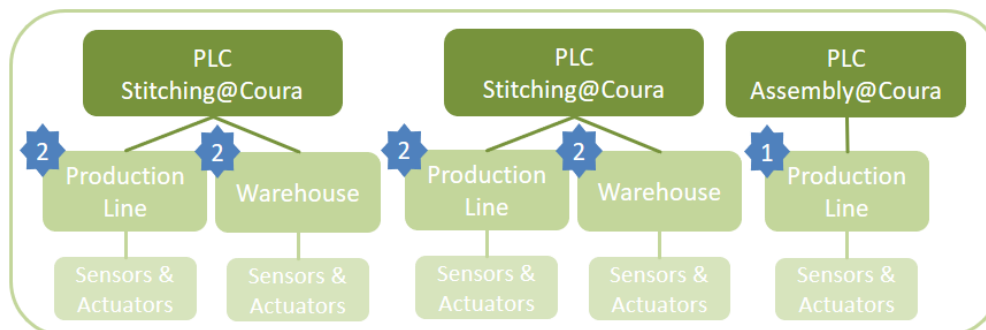 PLC
Stitching@Coura
PLC
Stitching@Coura
PLC
Assembly@Coura
2
Production
Line
2
Warehouse
2
Production
Line
2
Warehouse
1
Production
Line
Sensors &
Actuators
Sensors &
Actuators
Sensors &
Actuators
Sensors &
Actuators
Sensors &
Actuators